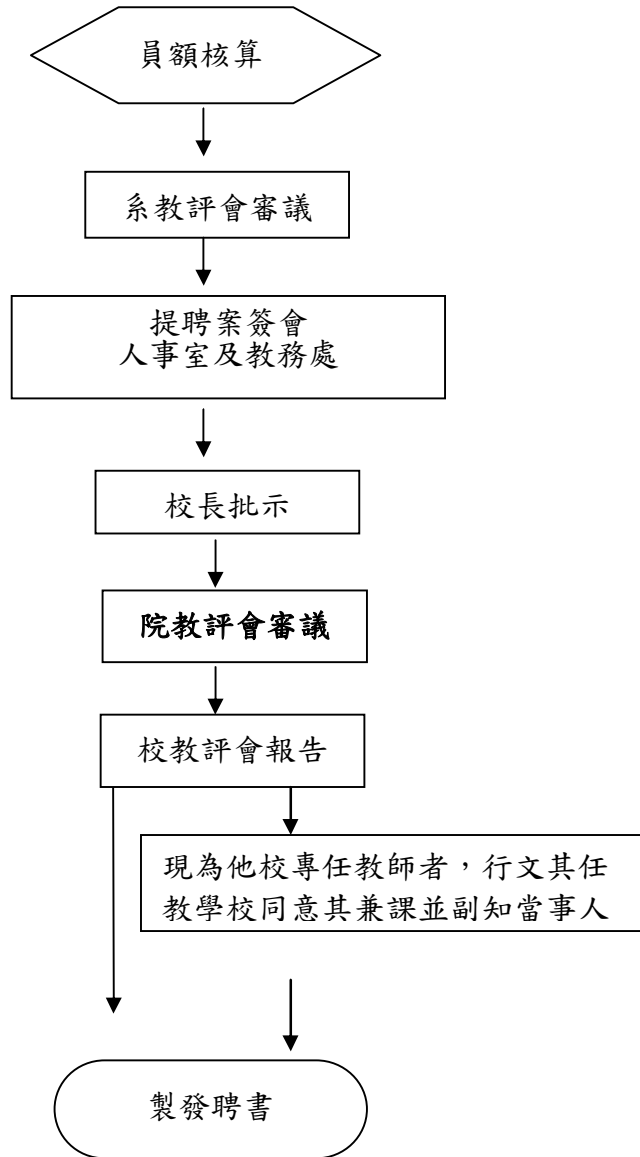 員額核算
系教評會審議
提聘案簽會
人事室及教務處
校長批示
院教評會審議
校教評會報告
現為他校專任教師者，行文其任
教學校同意其兼課並副知當事人
製發聘書